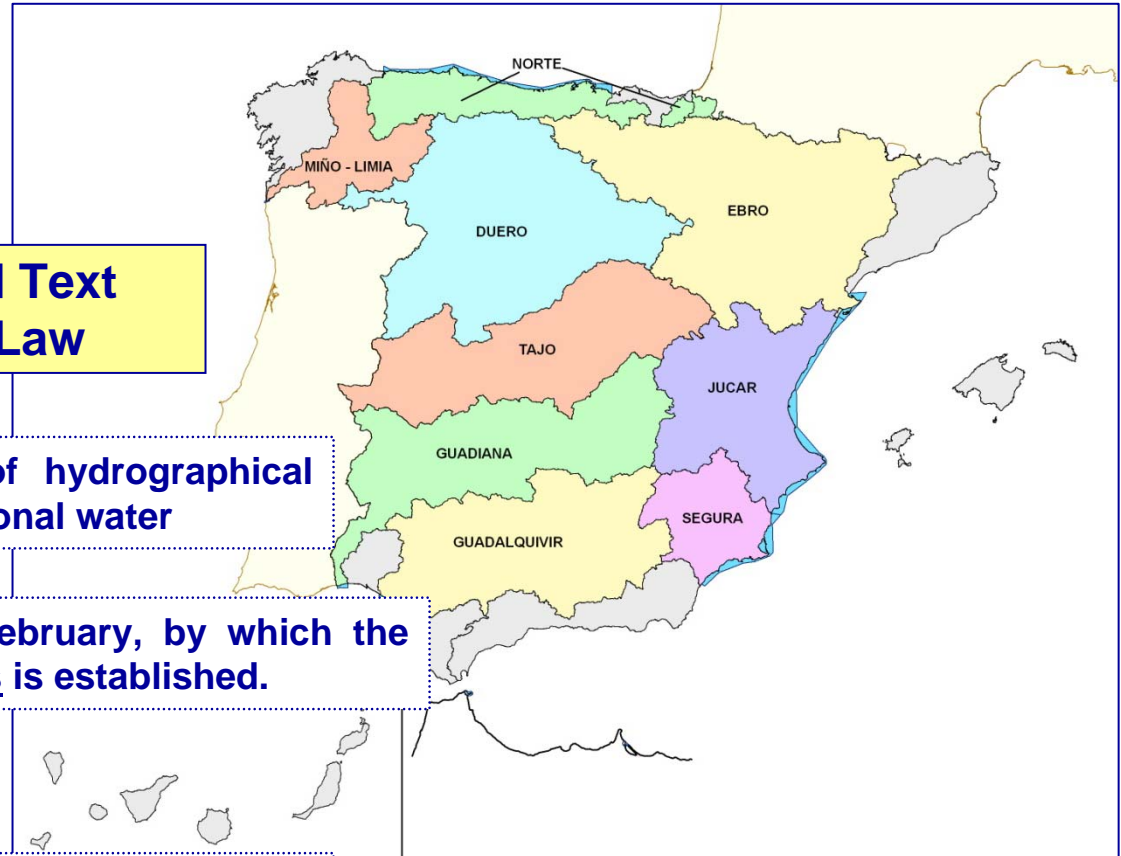 NORTE
MIÑO - LIMIA
DUERO
EBRO
Text
Law
TAJO
JUCAR
of hydrographical
onal water
GUADIANA
SEGURA
GUADALQUIVIR
ebruary, by which the
is established.